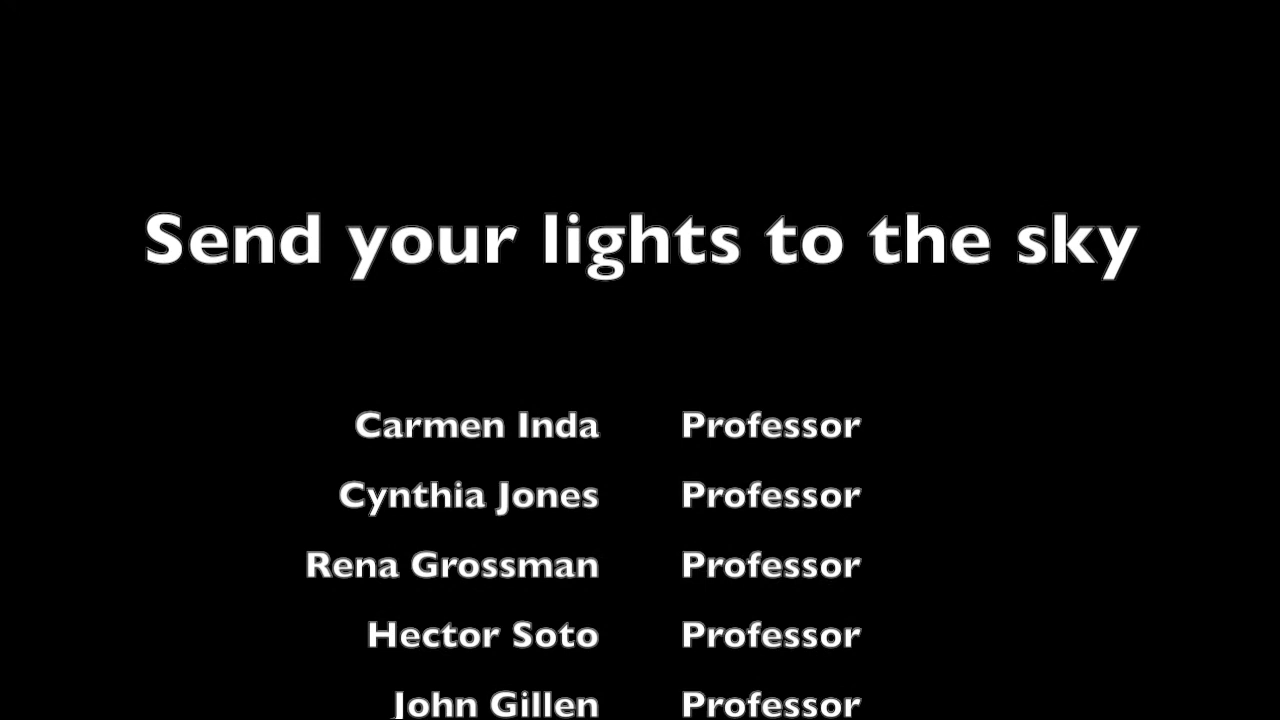 Send your lights to the sky
Carmen Inda Professor
Cynthia Jones Professor
Rena Grossman Professor
Hector Soto Professor
John Gillen Professor